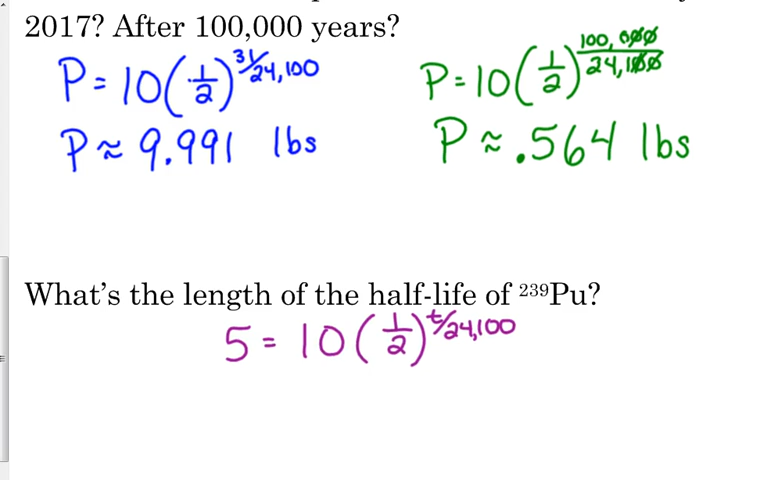 2017? After 100,000 years?
P = 10(1/2)^31/24,100
P ≈ 9.991 lbs
P = 10(1/2)^100,000/24,100
P ≈ .564 lbs
What's the length of the half-life of ²³⁹Pu?
5 = 10(1/2)^t/24,100